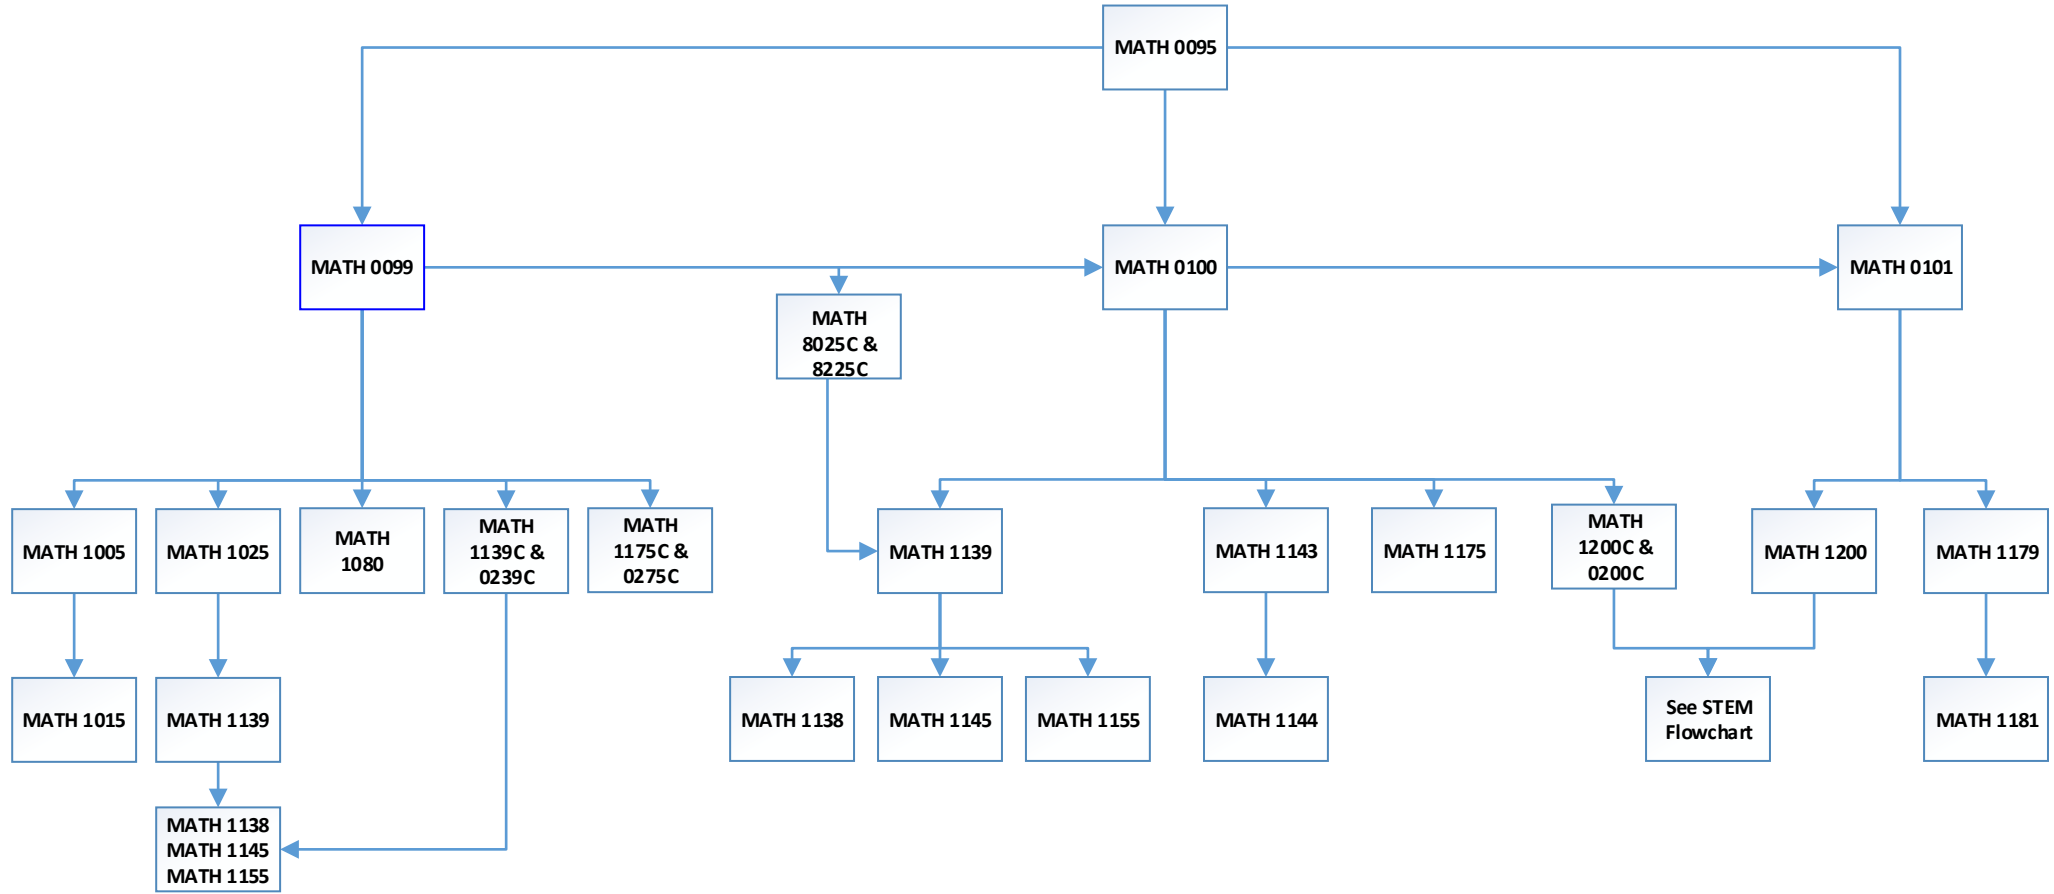 MATH 0095
MATH 0099
MATH 0100
MATH 0101
MATH
8025C &
8225C
MATH 1005
MATH 1025
MATH
1080
MATH
1139C &
0239C
MATH
1175C &
0275C
MATH 1139
MATH 1143
MATH 1175
MATH
1200C &
0200C
MATH 1200
MATH 1179
MATH 1015
MATH 1139
MATH 1138
MATH 1145
MATH 1155
MATH 1144
See STEM
Flowchart
MATH 1181
MATH 1138
MATH 1145
MATH 1155